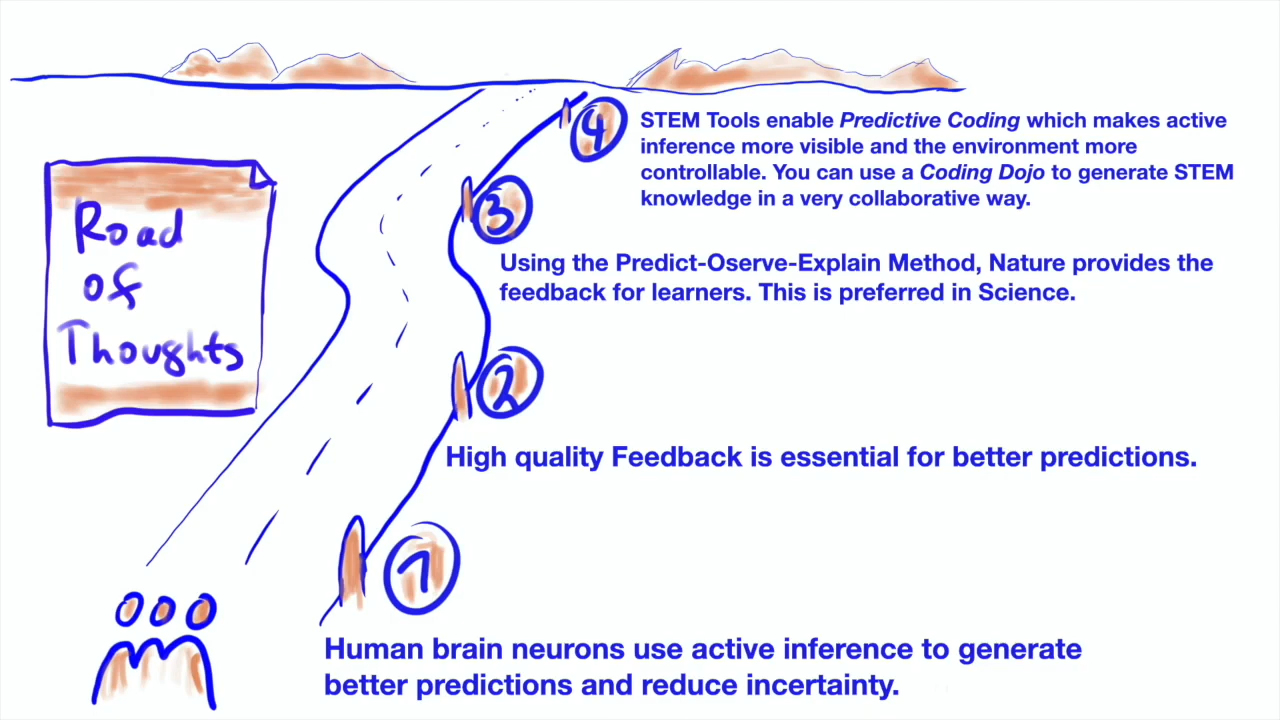 Road
of
Thoughts
4
STEM Tools enable Predictive Coding which makes active
inference more visible and the environment more
controllable. You can use a Coding Dojo to generate STEM
knowledge in a very collaborative way.
3
Using the Predict-Oserve-Explain Method, Nature provides the
feedback for learners. This is preferred in Science.
2
High quality Feedback is essential for better predictions.
1
Human brain neurons use active inference to generate
better predictions and reduce incertainty.